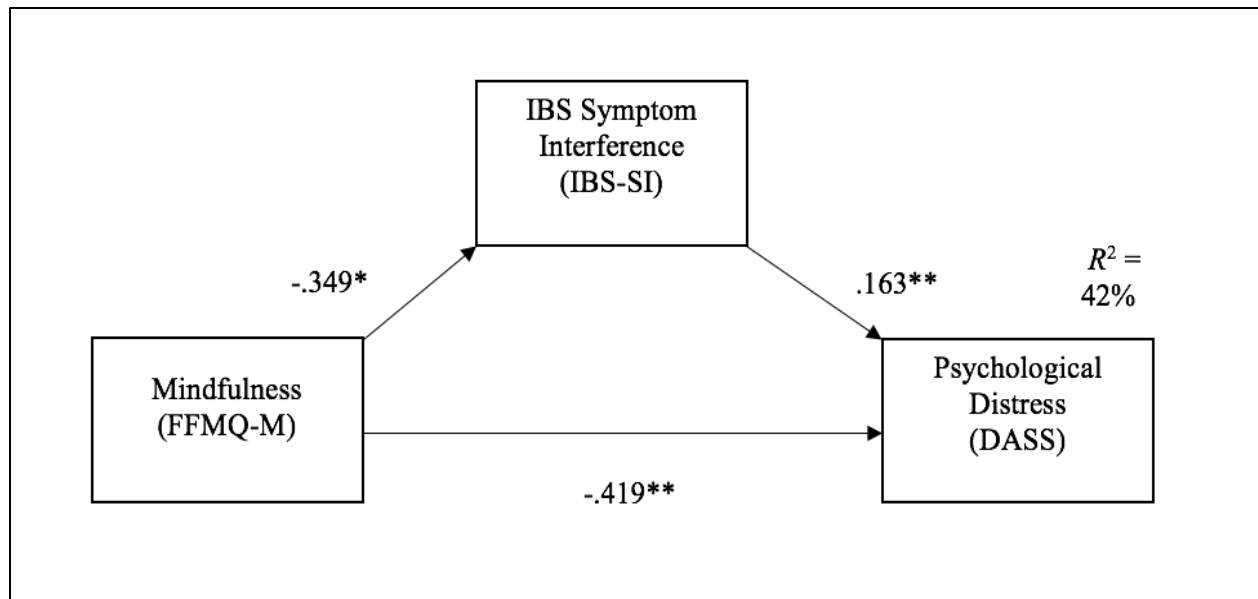 IBS Symptom
Interference
(IBS-SI)
-.349*
.163**
R² =
42%
Mindfulness
(FFMQ-M)
Psychological
Distress
(DASS)
-.419**